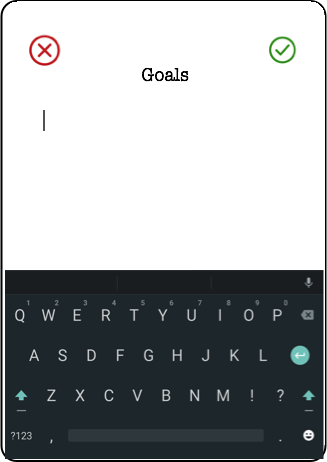 Goals
1 2 3 4 5 6 7 8 9 0
Q W E R T Y U I O P
A S D F G H J K L
Z X C V B N M ! ?
?123 , .